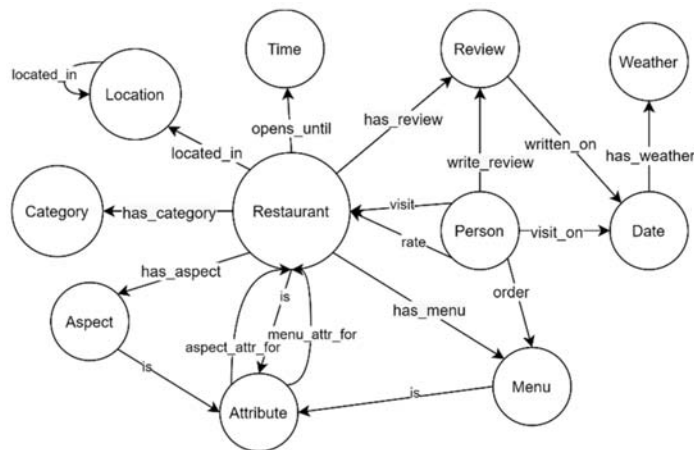 Time
Review
Weather
located_in
Location
opens_until
has_review
written_on
has_weather
located_in
write_review
Category
has_category
Restaurant
visit
rate
Person
visit_on
Date
has_aspect
is
order
Aspect
has_menu
aspect_attr_for
menu_attr_for
is
is
Menu
Attribute